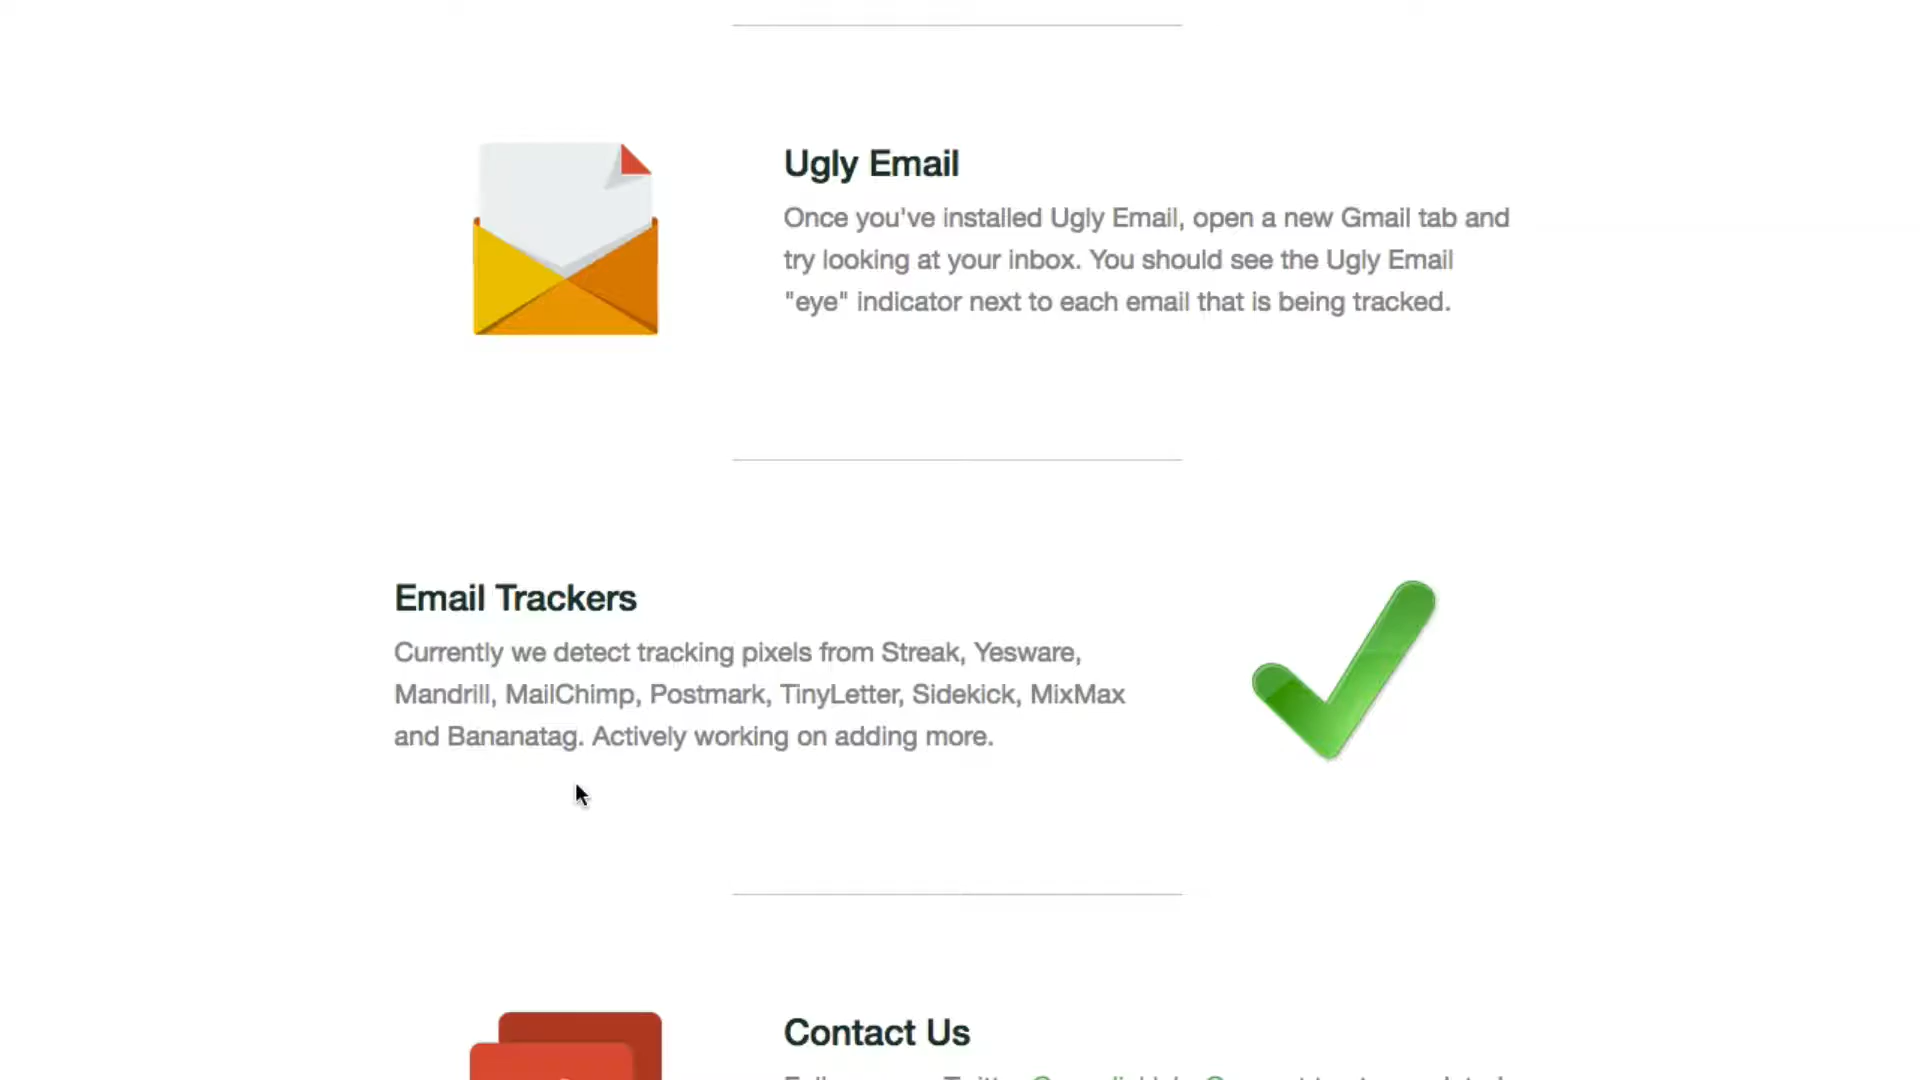 Ugly Email
Once you've installed Ugly Email, open a new Gmail tab and
try looking at your inbox. You should see the Ugly Email
"eye" indicator next to each email that is being tracked.
Email Trackers
Currently we detect tracking pixels from Streak, Yesware,
Mandrill, MailChimp, Postmark, TinyLetter, Sidekick, MixMax
and Bananatag. Actively working on adding more.
Contact Us